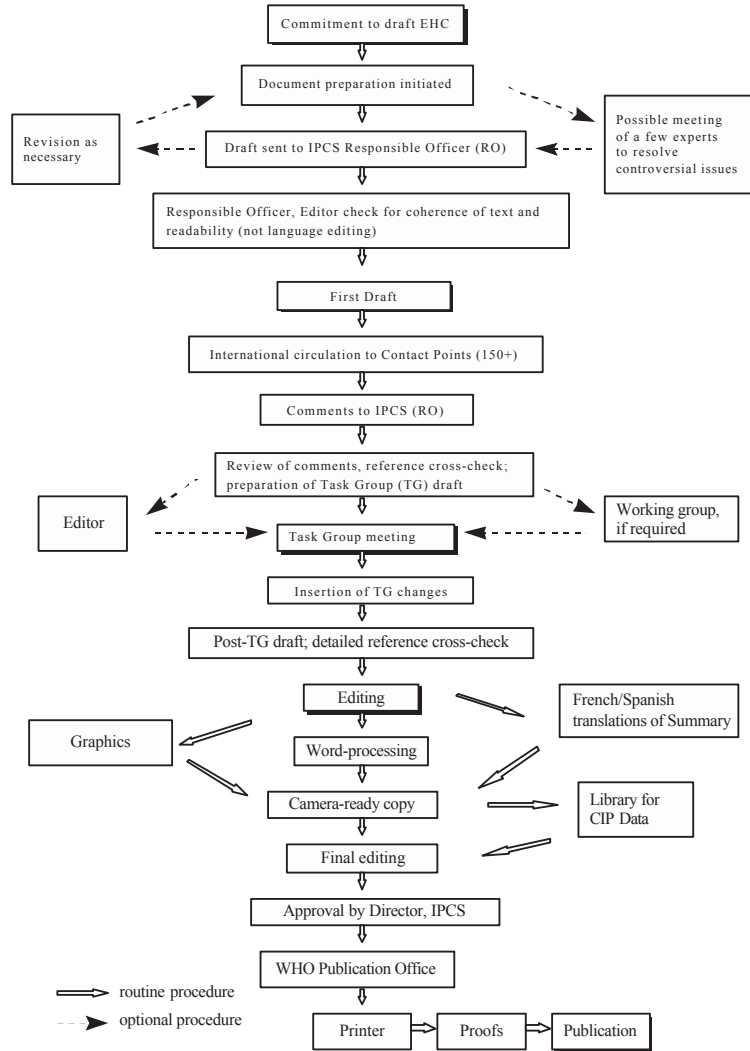 Commitment to draft EHC
Document preparation initiated
Revision as
necessary
Possible meeting
of a few experts
to resolve
controversial issues
Draft sent to IPCS Responsible Officer (RO)
Responsible Officer, Editor check for coherence of text and
readability (not language editing)
First Draft
International circulation to Contact Points (150+)
Comments to IPCS (RO)
Review of comments, reference cross-check;
preparation of Task Group (TG) draft
Editor
Working group,
if required
Task Group meeting
Insertion of TG changes
Post-TG draft; detailed reference cross-check
Editing
French/Spanish
translations of Summary
Graphics
Word-processing
Camera-ready copy
Library for
CIP Data
Final editing
Approval by Director, IPCS
WHO Publication Office
routine procedure
optional procedure
Printer
Proofs
Publication